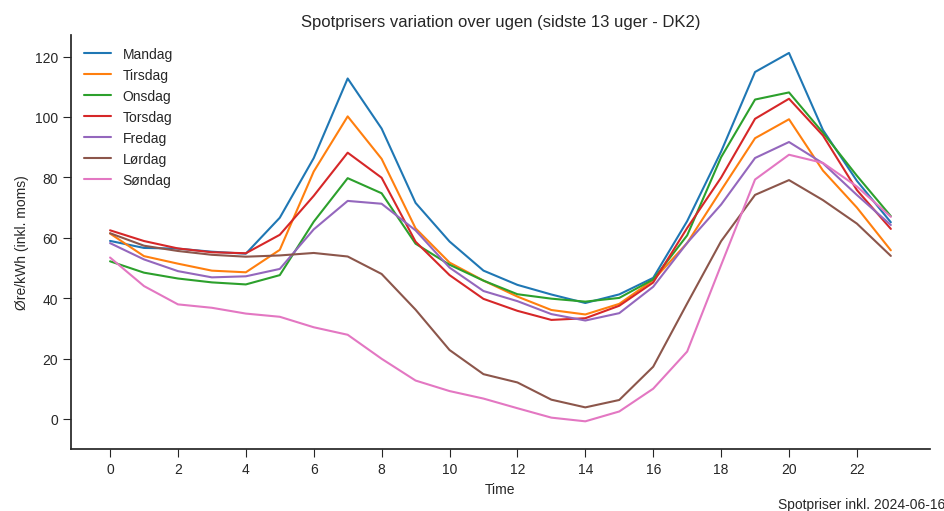 Spotprisers variation over ugen (sidste 13 uger - DK2)
Mandag
Tirsdag
Onsdag
Torsdag
Fredag
Lørdag
Søndag
120
100
80
60
40
20
0
Øre/kWh (inkl. moms)
0 2 4 6 8 10 12 14 16 18 20 22
Time
Spotpriser inkl. 2024-06-16